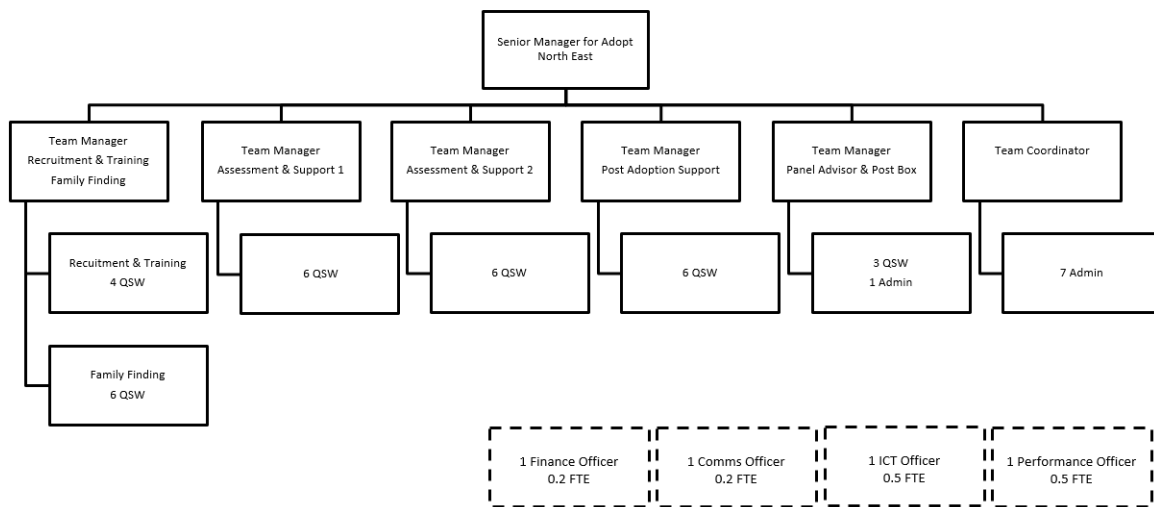 Senior Manager for Adopt
North East
Team Manager
Recruitment & Training
Family Finding
Team Manager
Assessment & Support 1
Team Manager
Assessment & Support 2
Team Manager
Post Adoption Support
Team Manager
Panel Advisor & Post Box
Team Coordinator
Recuitment & Training
4 QSW
6 QSW
6 QSW
6 QSW
3 QSW
1 Admin
7 Admin
Family Finding
6 QSW
1 Finance Officer
0.2 FTE
1 Comms Officer
0.2 FTE
1 ICT Officer
0.5 FTE
1 Performance Officer
0.5 FTE